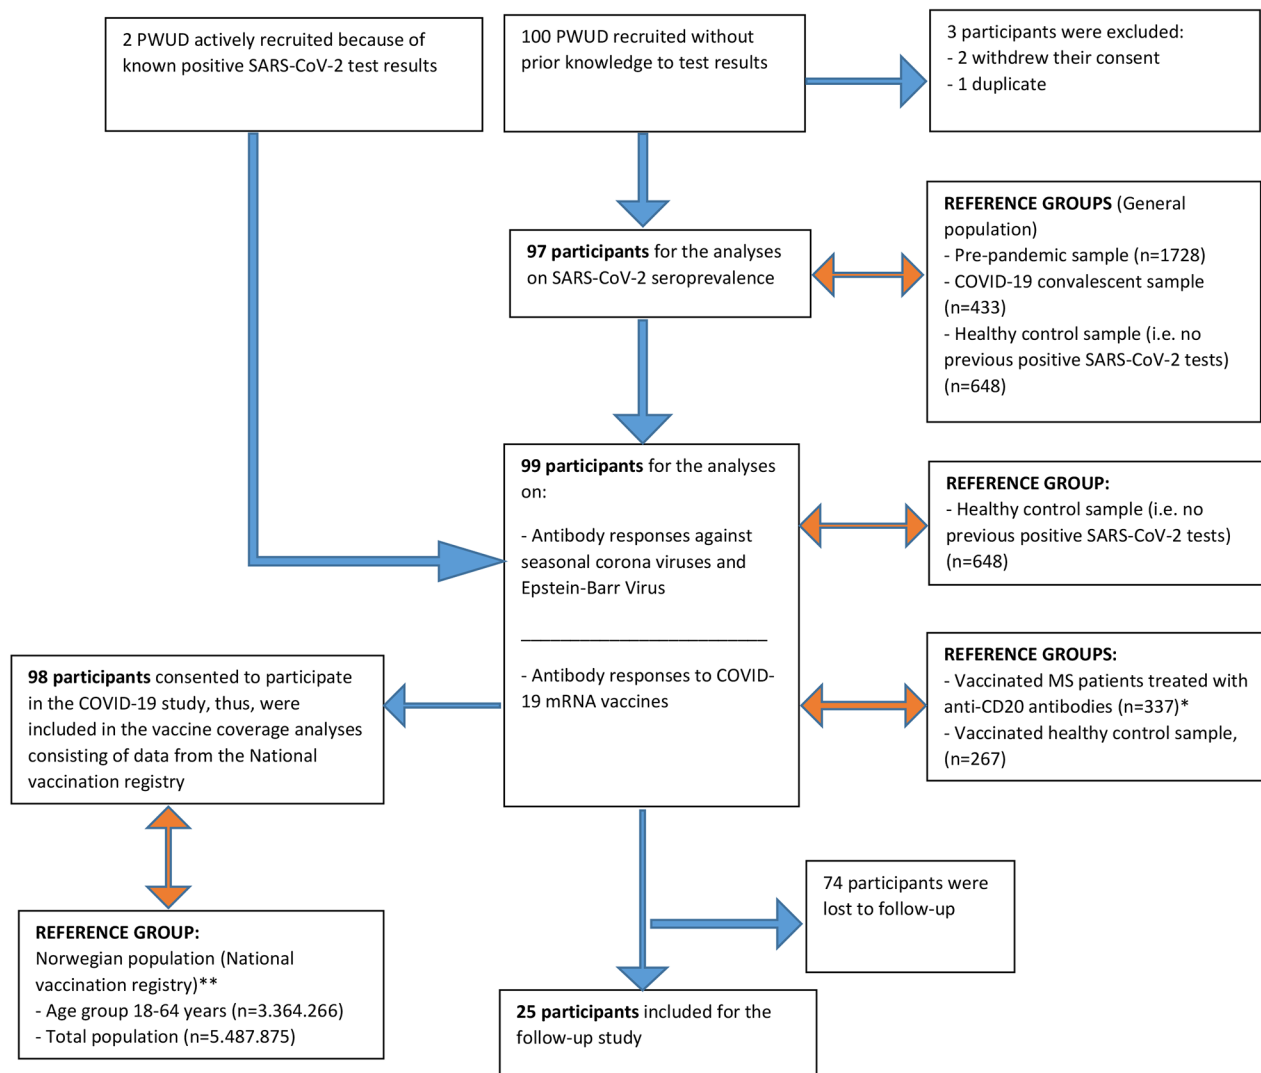 2 PWUD actively recruited because of
known positive SARS-CoV-2 test results
100 PWUD recruited without
prior knowledge to test results
3 participants were excluded:
- 2 withdrew their consent
- 1 duplicate
97 participants for the analyses
on SARS-CoV-2 seroprevalence
REFERENCE GROUPS (General
population)
- Pre-pandemic sample (n=1728)
- COVID-19 convalescent sample
(n=433)
- Healthy control sample (i.e. no
previous positive SARS-CoV-2 tests)
(n=648)
99 participants for the analyses
on:
- Antibody responses against
seasonal corona viruses and
Epstein-Barr Virus
- Antibody responses to COVID-
19 mRNA vaccines
REFERENCE GROUP:
- Healthy control sample (i.e. no
previous positive SARS-CoV-2 tests)
(n=648)
REFERENCE GROUPS:
- Vaccinated MS patients treated with
anti-CD20 antibodies (n=337)*
- Vaccinated healthy control sample,
(n=267)
98 participants consented to participate
in the COVID-19 study, thus, were
included in the vaccine coverage analyses
consisting of data from the National
vaccination registry
REFERENCE GROUP:
Norwegian population (National
vaccination registry)**
- Age group 18-64 years (n=3.364.266)
- Total population (n=5.487.875)
74 participants were
lost to follow-up
25 participants included for the
follow-up study